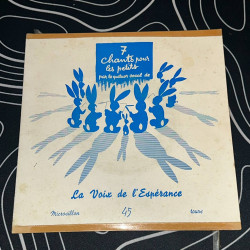 7
chants pour
les petits
par le quatuor vocal de
La Voix de l'Espérance
Microsillon 45 tours